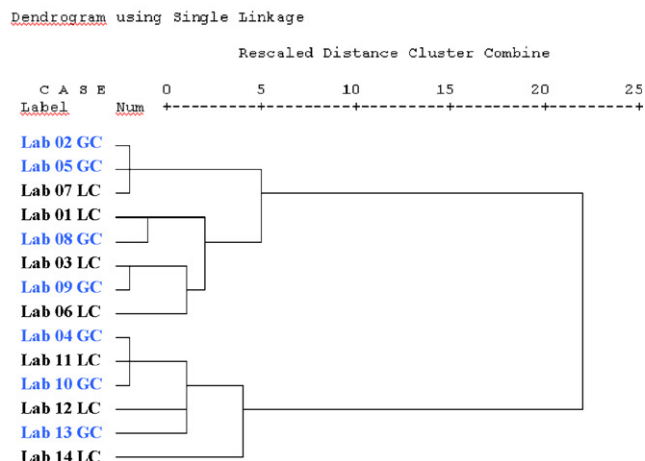 Dendrogram using Single Linkage
Rescaled Distance Cluster Combine
C A S E 0 5 10 15 20 25
Label Num +---------+---------+---------+---------+---------+
Lab 02 GC
Lab 05 GC
Lab 07 LC
Lab 01 LC
Lab 08 GC
Lab 03 LC
Lab 09 GC
Lab 06 LC
Lab 04 GC
Lab 11 LC
Lab 10 GC
Lab 12 LC
Lab 13 GC
Lab 14 LC